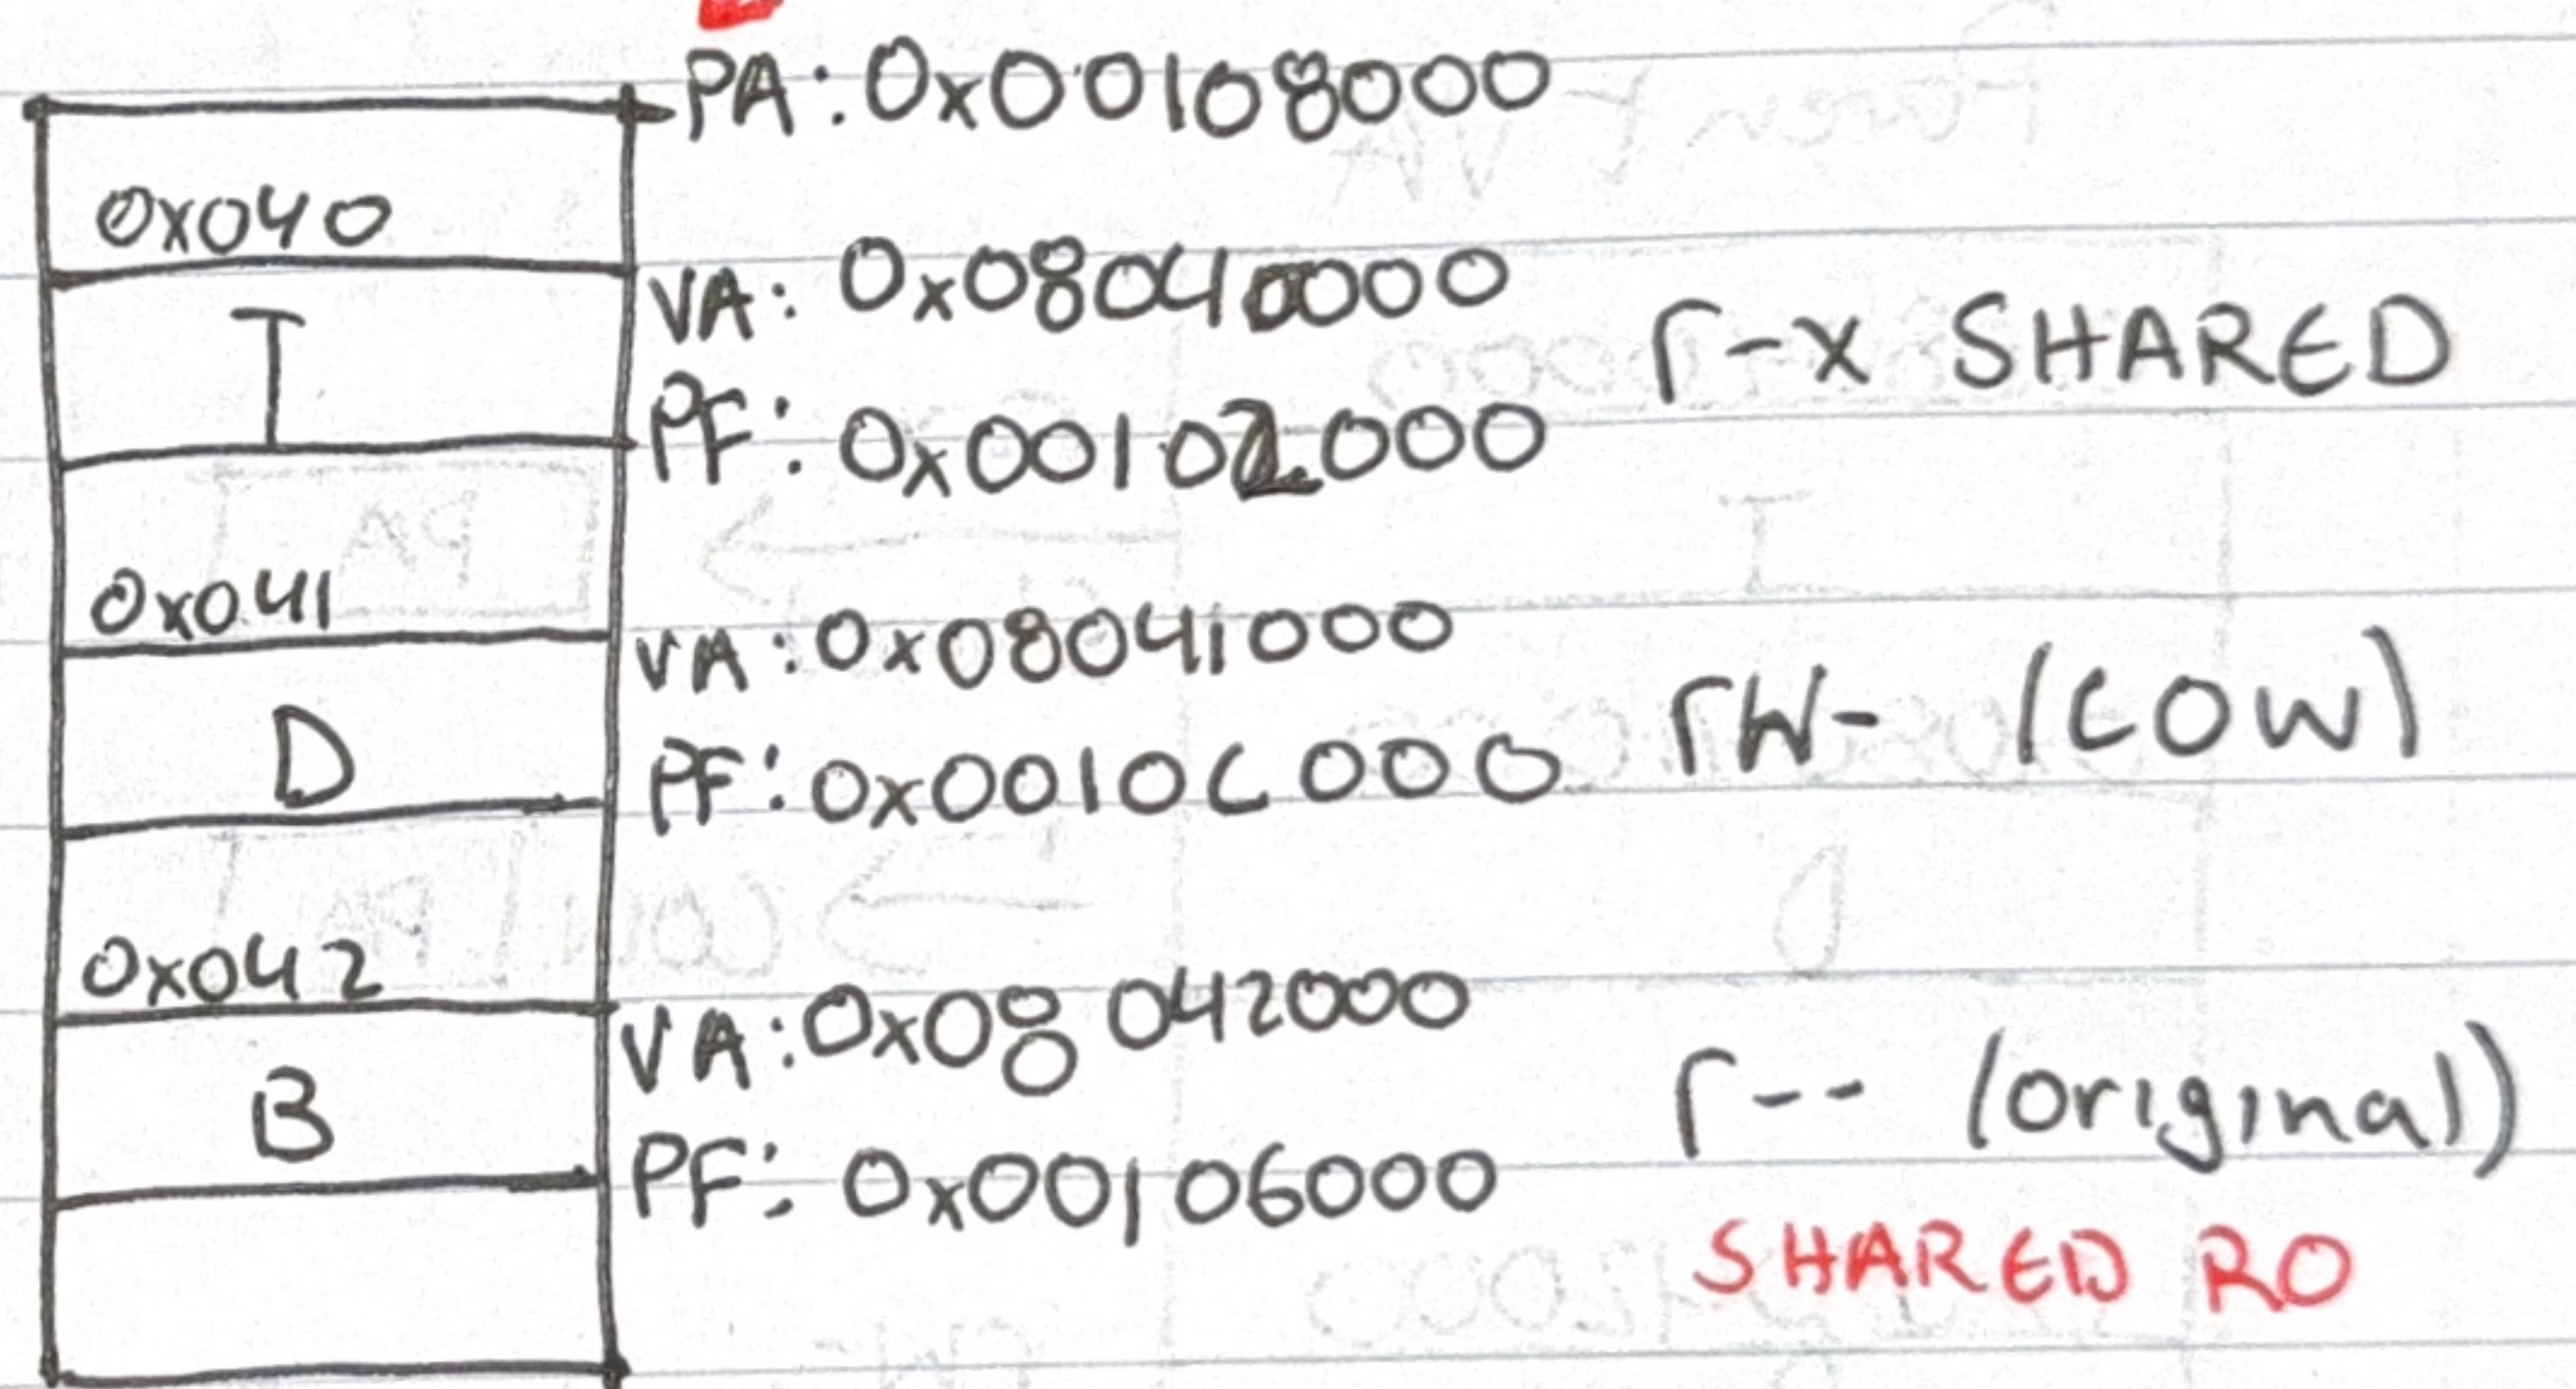 PA: 0x00108000
0x040
VA: 0x08040000
T
r-x SHARED
PF: 0x00102000
0x041
VA: 0x08041000
D
rw- (COW)
PF: 0x0010C000
0x042
VA: 0x08042000
B
r-- (original)
PF: 0x00106000
SHARED RO